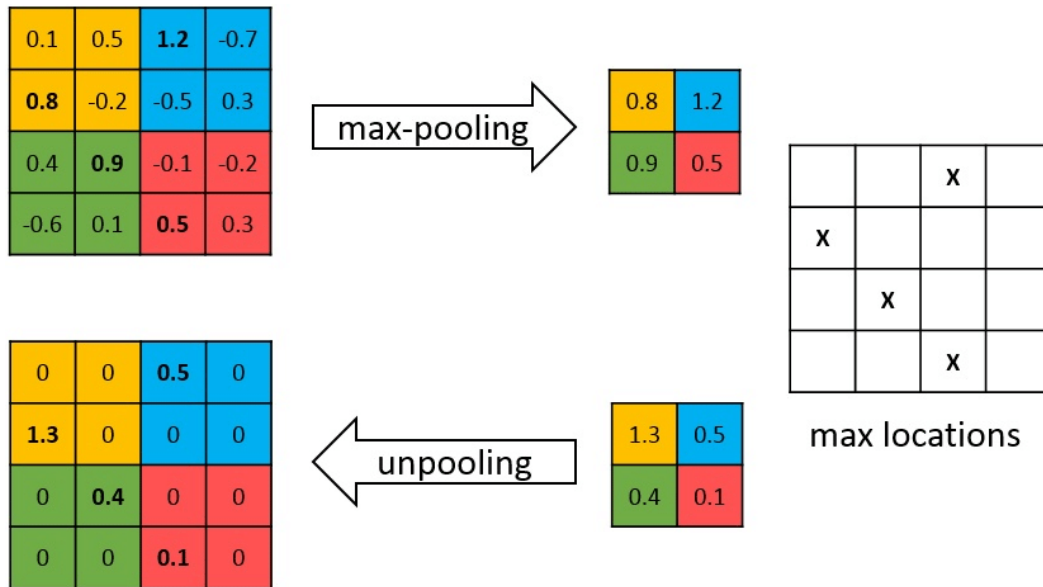 0.1 0.5 1.2 -0.7
0.8 -0.2 -0.5 0.3
0.4 0.9 -0.1 -0.2
-0.6 0.1 0.5 0.3
max-pooling
0.8 1.2
0.9 0.5
X
X
X
X
max locations
0 0 0.5 0
1.3 0 0 0
0 0.4 0 0
0 0 0.1 0
unpooling
1.3 0.5
0.4 0.1